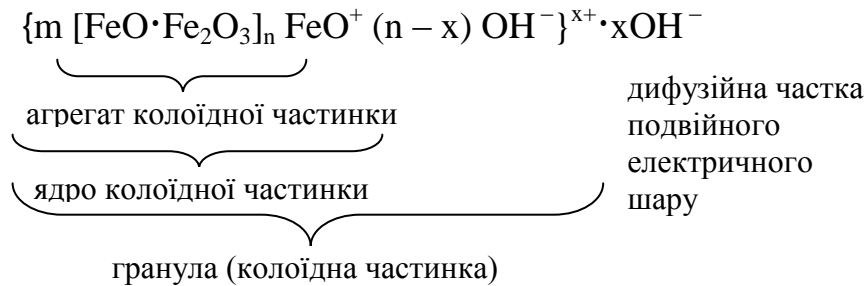 {m [FeO·Fe₂O₃]ₙ FeO⁺ (n – x) OH⁻}ˣ⁺·xOH⁻
агрегат колоїдної частинки
ядро колоїдної частинки
гранула (колоїдна частинка)
дифузійна частка
подвійного
електричного
шару